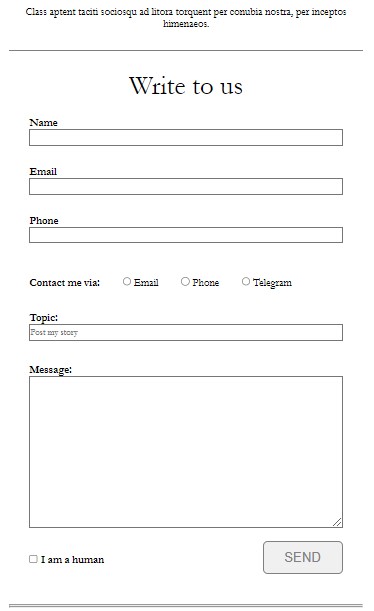 Class aptent taciti sociosqu ad litora torquent per conubia nostra, per inceptos
himenaeos.
Write to us
Name
Email
Phone
Contact me via: Email Phone Telegram
Topic:
Post my story
Message:
I am a human
SEND